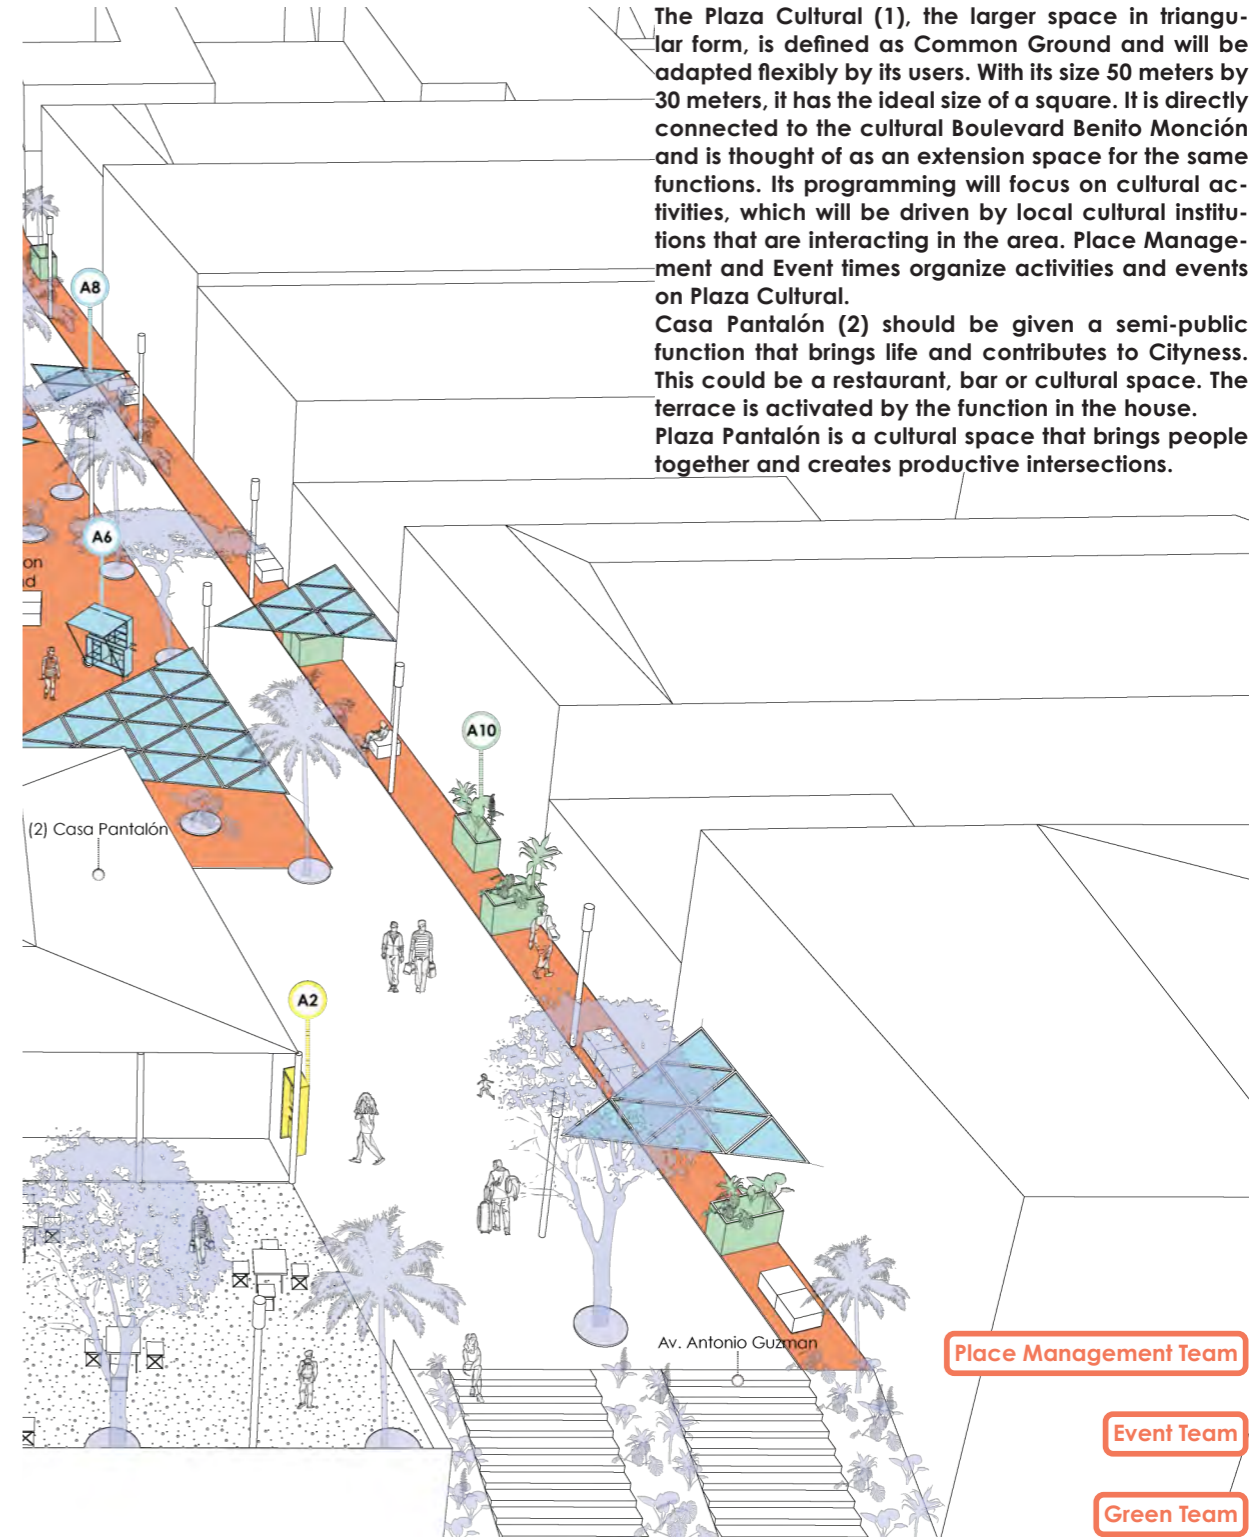 The Plaza Cultural (1), the larger space in triangu-
lar form, is defined as Common Ground and will be
adapted flexibly by its users. With its size 50 meters by
30 meters, it has the ideal size of a square. It is directly
connected to the cultural Boulevard Benito Monción
and is thought of as an extension space for the same
functions. Its programming will focus on cultural ac-
tivities, which will be driven by local cultural institu-
tions that are interacting in the area. Place Manage-
ment and Event times organize activities and events
on Plaza Cultural.
Casa Pantalón (2) should be given a semi-public
function that brings life and contributes to Cityness.
This could be a restaurant, bar or cultural space. The
terrace is activated by the function in the house.
Plaza Pantalón is a cultural space that brings people
together and creates productive intersections.
A8
A6
on
d
A10
(2) Casa Pantalón
A2
Av. Antonio Guzman
Place Management Team
Event Team
Green Team